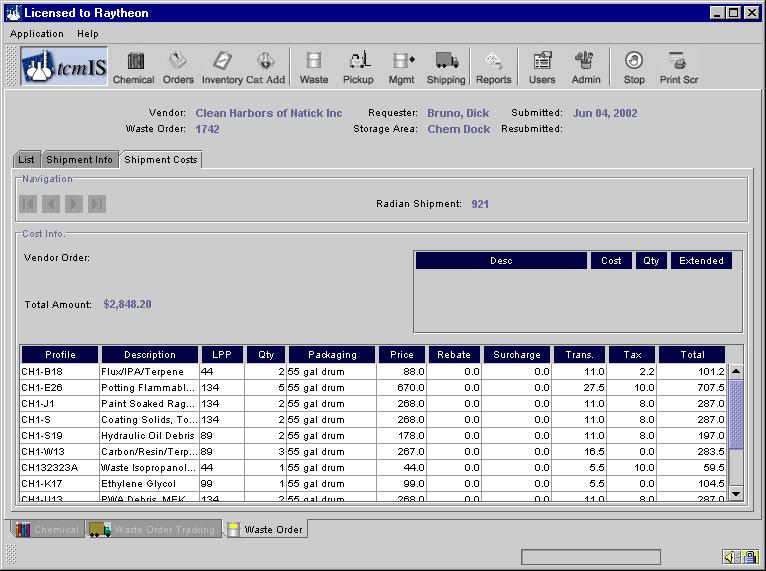 Licensed to Raytheon
Application Help
tcmIS Chemical Orders Inventory Cat Add Waste Pickup Mgmt Shipping Reports Users Admin Stop Print Scr
Vendor: Clean Harbors of Natick Inc Requester: Bruno, Dick Submitted: Jun 04, 2002
Waste Order: 1742 Storage Area: Chem Dock Resubmitted:
List Shipment Info Shipment Costs
Navigation
Radian Shipment: 921
Cost Info.
Vendor Order:
Desc Cost Qty Extended
Total Amount: $2,848.20
Profile Description LPP Qty Packaging Price Rebate Surcharge Trans. Tax Total
CH1-B18 Flux/IPA/Terpene 44 2 55 gal drum 88.0 0.0 0.0 11.0 2.2 101.2
CH1-E26 Potting Flammabl... 134 5 55 gal drum 670.0 0.0 0.0 27.5 10.0 707.5
CH1-J1 Paint Soaked Rag... 134 2 55 gal drum 268.0 0.0 0.0 11.0 8.0 287.0
CH1-S Coating Solids, To... 134 2 55 gal drum 268.0 0.0 0.0 11.0 8.0 287.0
CH1-S19 Hydraulic Oil Debris 89 2 55 gal drum 178.0 0.0 0.0 11.0 8.0 197.0
CH1-W13 Carbon/Resin/Terp... 89 3 55 gal drum 267.0 0.0 0.0 16.5 0.0 283.5
CH132323A Waste Isopropanol... 44 1 55 gal drum 44.0 0.0 0.0 5.5 10.0 59.5
CH1-K17 Ethylene Glycol 99 1 55 gal drum 99.0 0.0 0.0 5.5 0.0 104.5
CH1-U13 PWA Debris, MEK 134 2 55 gal drum 268.0 0.0 0.0 11.0 8.0 287.0
Chemical Waste Order Tracking Waste Order